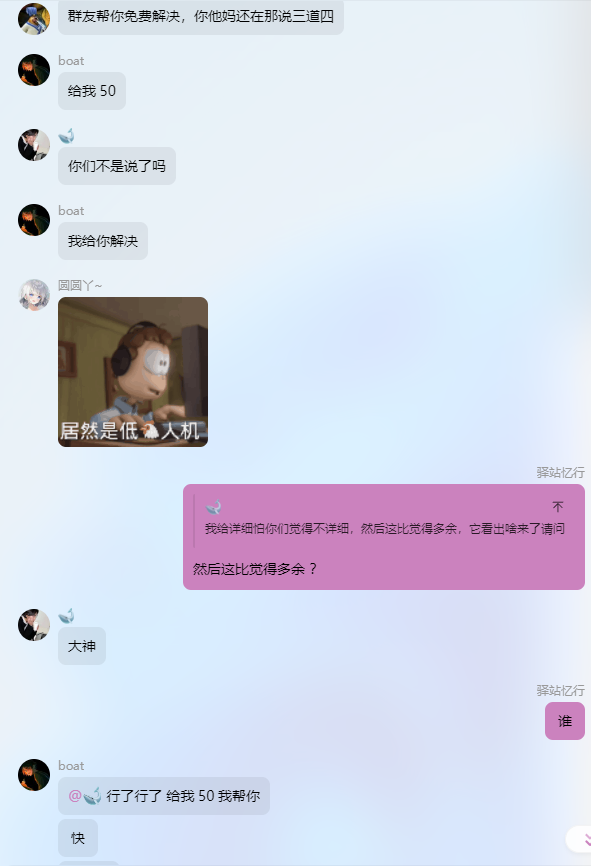 群友帮你免费解决，你他妈还在那说三道四
boat
给我 50
你们不是说了吗
boat
我给你解决
圆圆丫~
居然是低🐔人机
驿站忆行
不
我给详细怕你们觉得不详细，然后这比觉得多余，它看出啥来了请问
然后这比觉得多余？
大神
驿站忆行
谁
boat
@ 行了行了 给我 50 我帮你
快